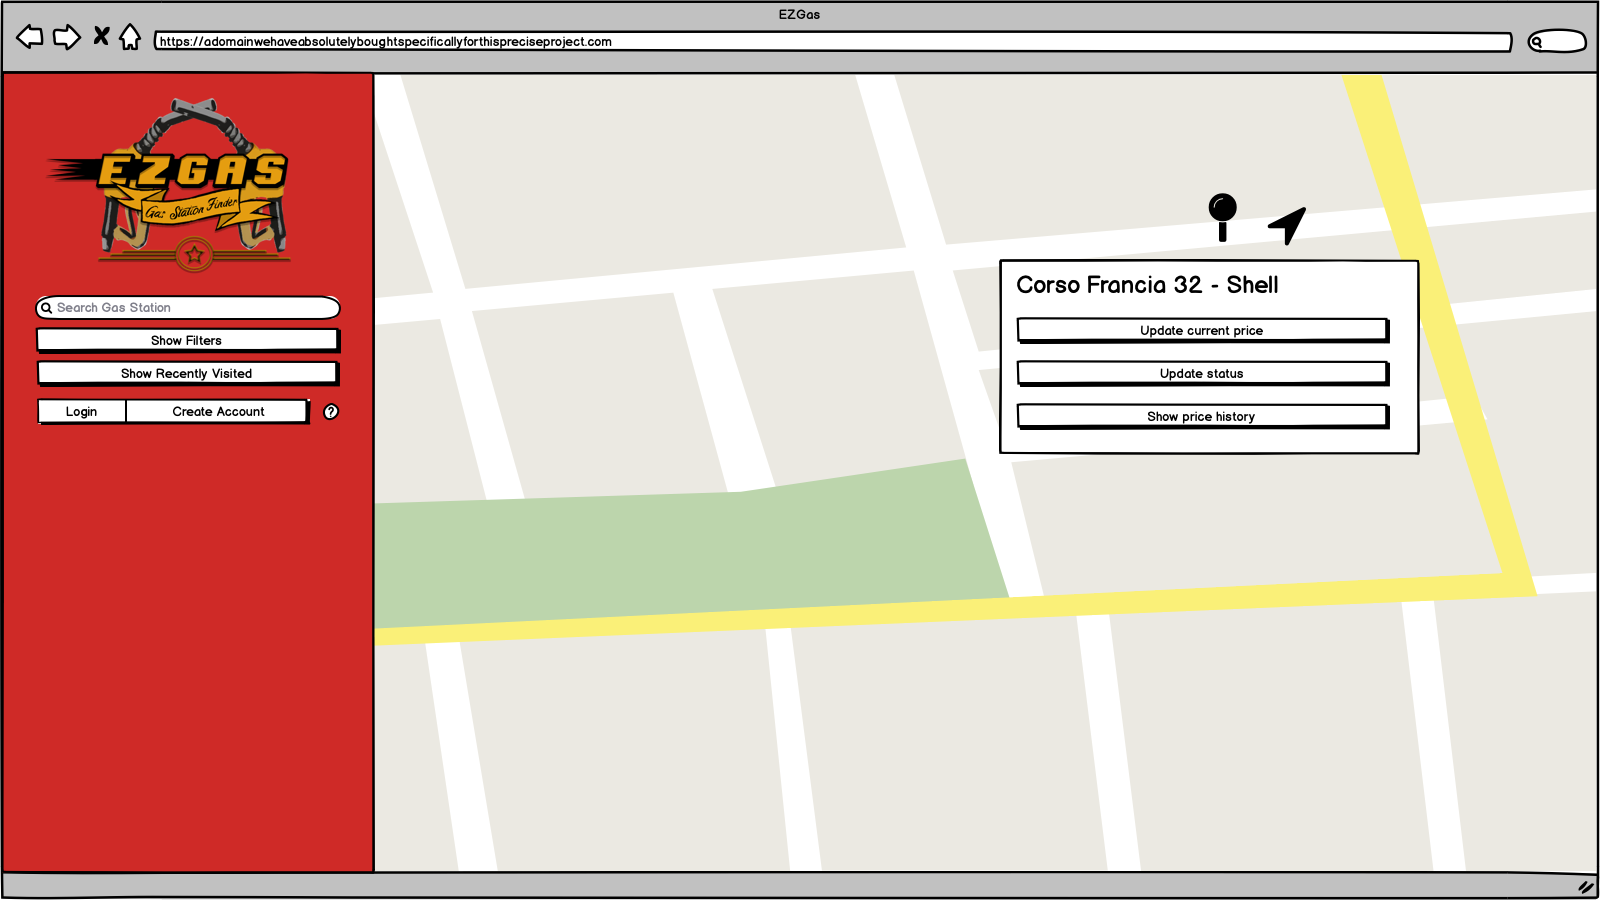 EZGas
https://adomainwehaveabsolutelyboughtspecificallyforthispreciseproject.com
EZGAS
Gas Station Finder
Search Gas Station
Show Filters
Show Recently Visited
Login Create Account ?
Corso Francia 32 - Shell
Update current price
Update status
Show price history